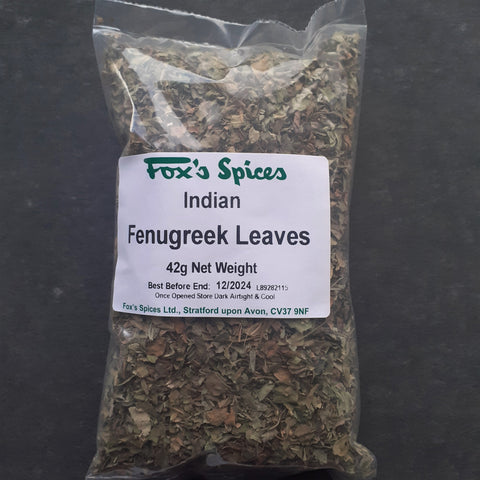 Fox's Spices
Indian
Fenugreek Leaves
42g Net Weight
Best Before End: 12/2024 LB9282115
Once Opened Store Dark Airtight & Cool
Fox's Spices Ltd., Stratford upon Avon, CV37 9NF